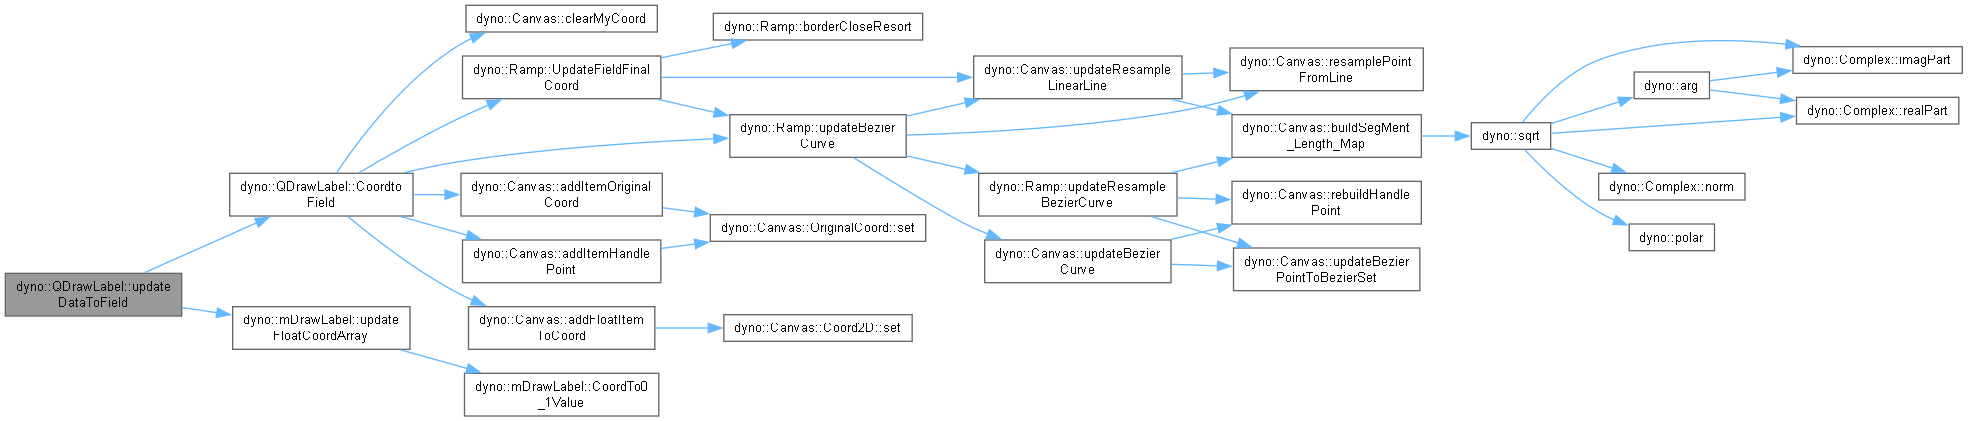 dyno::QDrawLabel::update
DataToField
dyno::QDrawLabel::Coordto
Field
dyno::mDrawLabel::update
FloatCoordArray
dyno::Canvas::clearMyCoord
dyno::Ramp::UpdateFieldFinal
Coord
dyno::Canvas::addItemOriginal
Coord
dyno::Canvas::addItemHandle
Point
dyno::Canvas::addFloatItem
ToCoord
dyno::mDrawLabel::CoordTo0
_1Value
dyno::Ramp::borderCloseResort
dyno::Ramp::updateBezier
Curve
dyno::Canvas::OriginalCoord::set
dyno::Canvas::Coord2D::set
dyno::Canvas::updateResample
LinearLine
dyno::Ramp::updateResample
BezierCurve
dyno::Canvas::updateBezier
Curve
dyno::Canvas::resamplePoint
FromLine
dyno::Canvas::buildSegMent
_Length_Map
dyno::Canvas::rebuildHandle
Point
dyno::Canvas::updateBezier
PointToBezierSet
dyno::sqrt
dyno::arg
dyno::Complex::norm
dyno::polar
dyno::Complex::imagPart
dyno::Complex::realPart